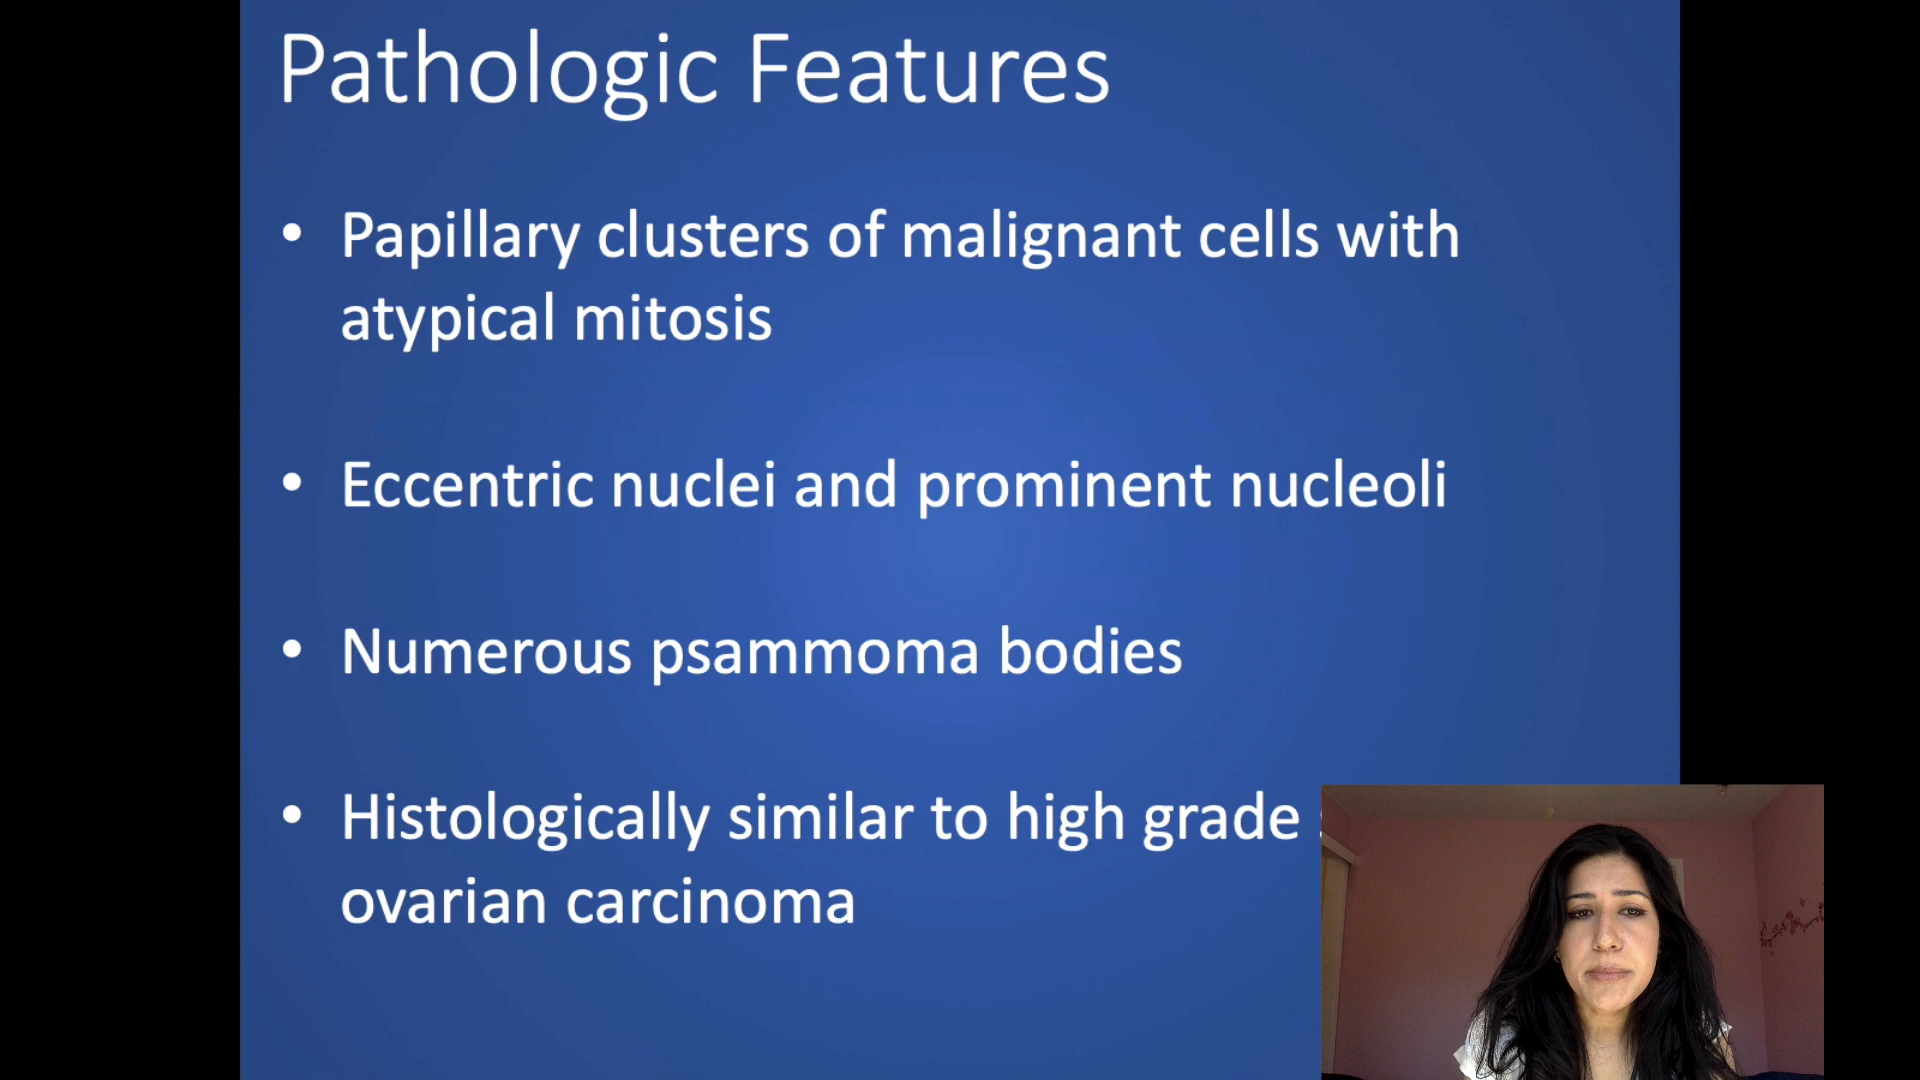 Pathologic Features
• Papillary clusters of malignant cells with
atypical mitosis
• Eccentric nuclei and prominent nucleoli
• Numerous psammoma bodies
• Histologically similar to high grade
ovarian carcinoma